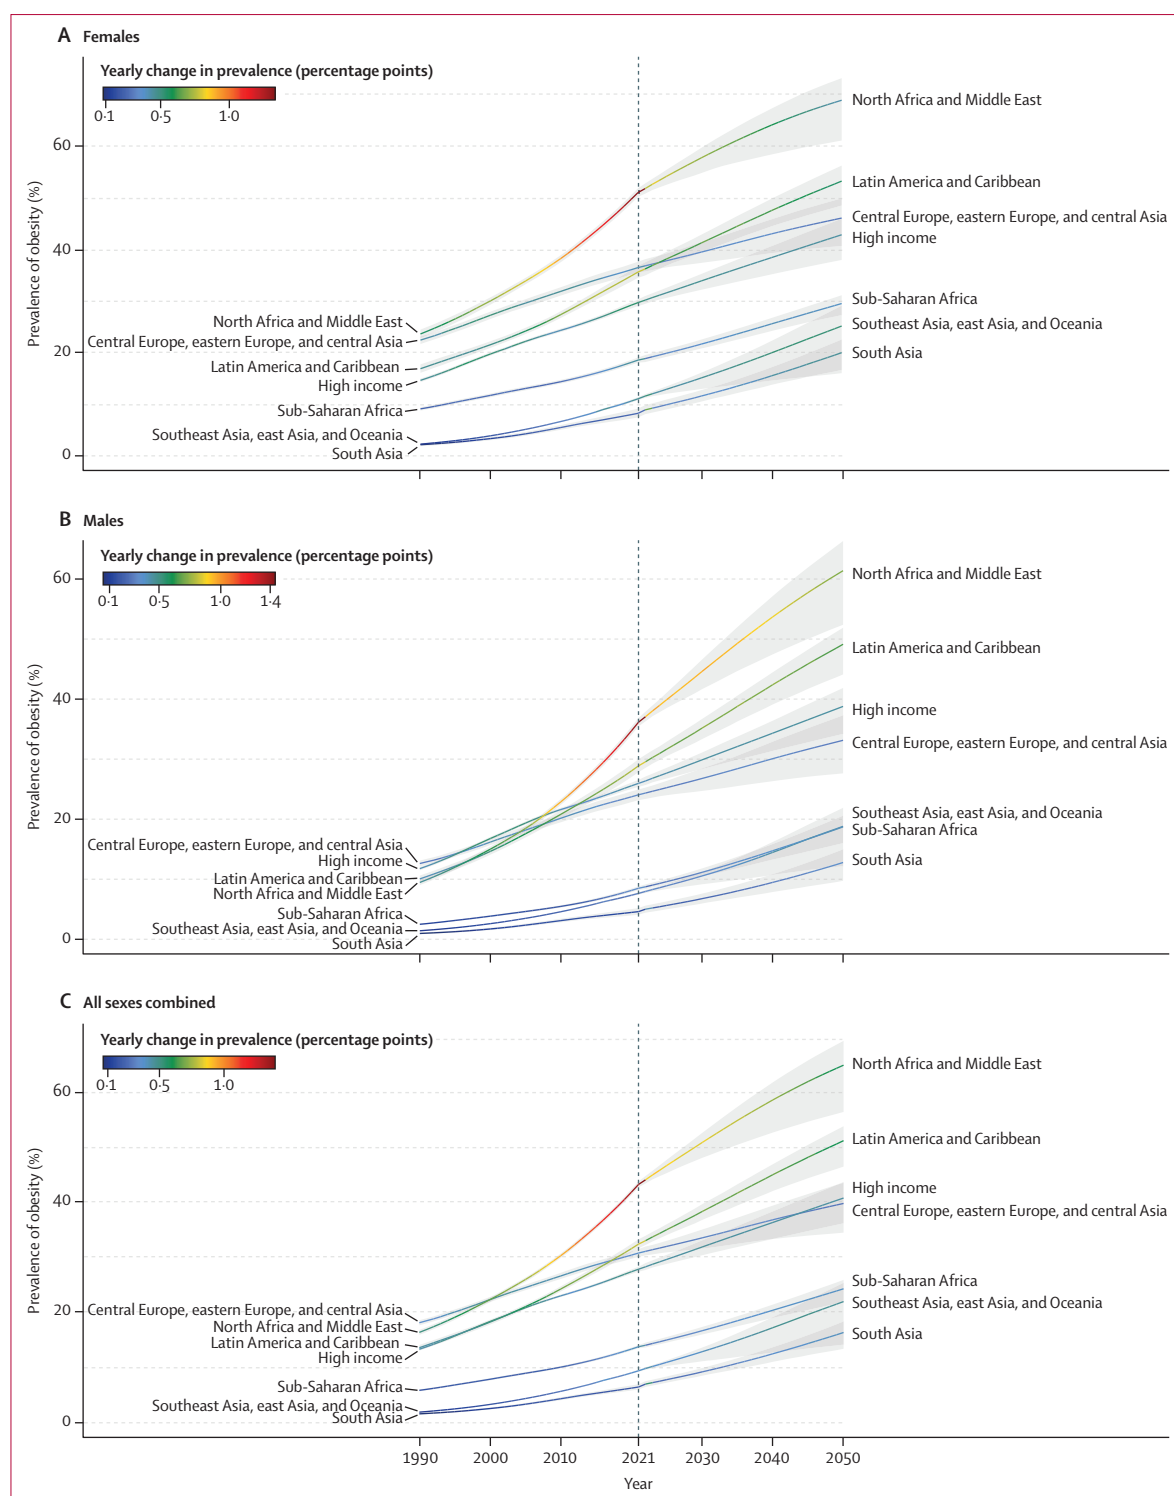 A Females
Yearly change in prevalence (percentage points)
0·1 0·5 1·0
Prevalence of obesity (%)
60
40
20
0
North Africa and Middle East
Central Europe, eastern Europe, and central Asia
Latin America and Caribbean
High income
Sub-Saharan Africa
Southeast Asia, east Asia, and Oceania
South Asia
North Africa and Middle East
Latin America and Caribbean
Central Europe, eastern Europe, and central Asia
High income
Sub-Saharan Africa
Southeast Asia, east Asia, and Oceania
South Asia
B Males
Yearly change in prevalence (percentage points)
0·1 0·5 1·0 1·4
Prevalence of obesity (%)
60
40
20
0
Central Europe, eastern Europe, and central Asia
High income
Latin America and Caribbean
North Africa and Middle East
Sub-Saharan Africa
Southeast Asia, east Asia, and Oceania
South Asia
North Africa and Middle East
Latin America and Caribbean
High income
Central Europe, eastern Europe, and central Asia
Southeast Asia, east Asia, and Oceania
Sub-Saharan Africa
South Asia
C All sexes combined
Yearly change in prevalence (percentage points)
0·1 0·5 1·0
Prevalence of obesity (%)
60
40
20
0
Central Europe, eastern Europe, and central Asia
North Africa and Middle East
Latin America and Caribbean
High income
Sub-Saharan Africa
Southeast Asia, east Asia, and Oceania
South Asia
North Africa and Middle East
Latin America and Caribbean
High income
Central Europe, eastern Europe, and central Asia
Sub-Saharan Africa
Southeast Asia, east Asia, and Oceania
South Asia
1990 2000 2010 2021 2030 2040 2050
Year